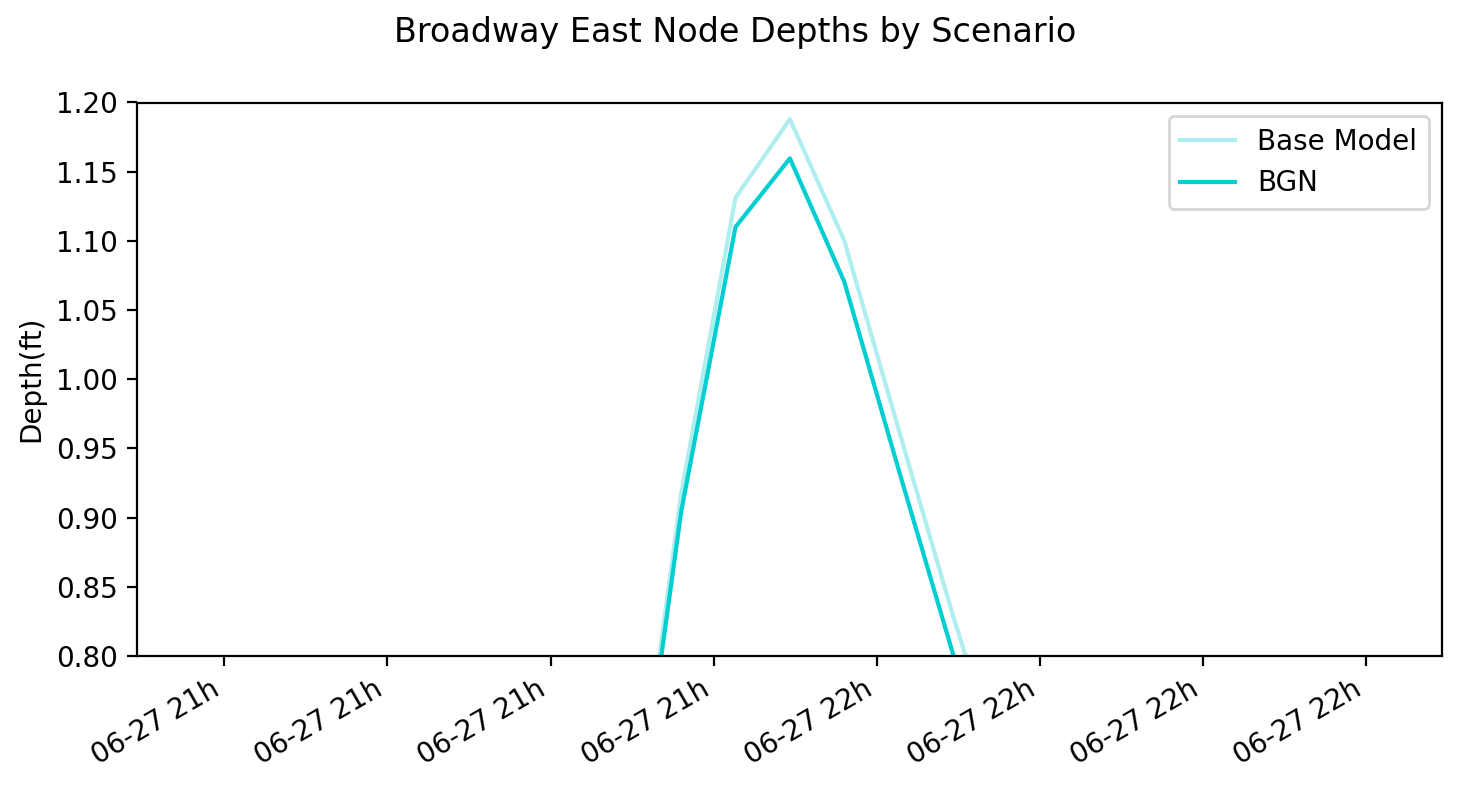 Broadway East Node Depths by Scenario
1.20
1.15
1.10
1.05
1.00
0.95
0.90
0.85
0.80
Depth(ft)
Base Model
BGN
06-27 21h
06-27 21h
06-27 21h
06-27 21h
06-27 22h
06-27 22h
06-27 22h
06-27 22h